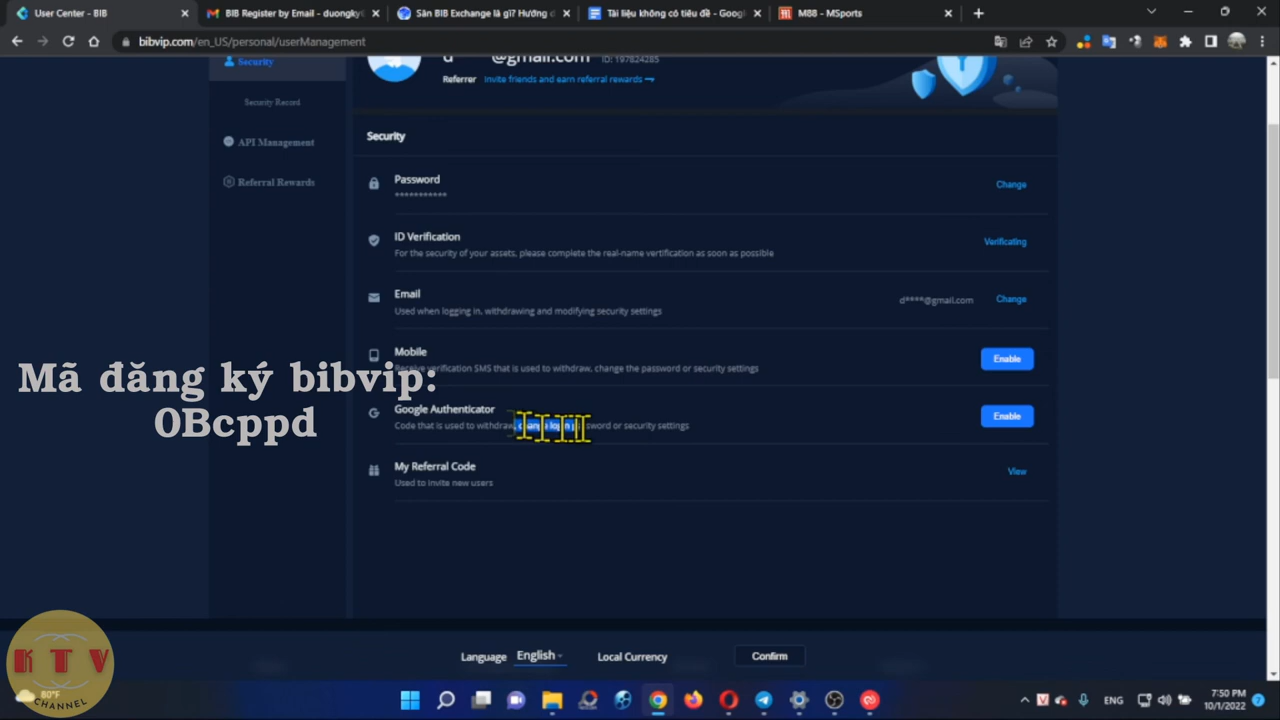 User Center - BIB
BIB Register by Email - duongky
Sàn BIB Exchange là gì? Hướng d
Tài liệu không có tiêu đề - Googl
M88 - MSports
bibvip.com/en_US/personal/userManagement
Security
@gmail.com
ID: 197824285
Referrer
Invite friends and earn referral rewards
Security Record
API Management
Referral Rewards
Security
Password
***********
Change
ID Verification
For the security of your assets, please complete the real-name vertification as soon as possible
Verificating
Email
Used when logging in, withdrawing and modifying security settings
d****@gmail.com
Change
Mobile
Receive verification SMS that is used to withdraw, change the password or security settings
Enable
Google Authenticator
Code that is used to withdraw, change login password or security settings
Enable
My Referral Code
Used to invite new users
View
Mã đăng ký bibvip:
0Bcppd
Language
English
Local Currency
Confirm
KTV
CHANNEL
80°F
ENG
7:50 PM
10/1/2022